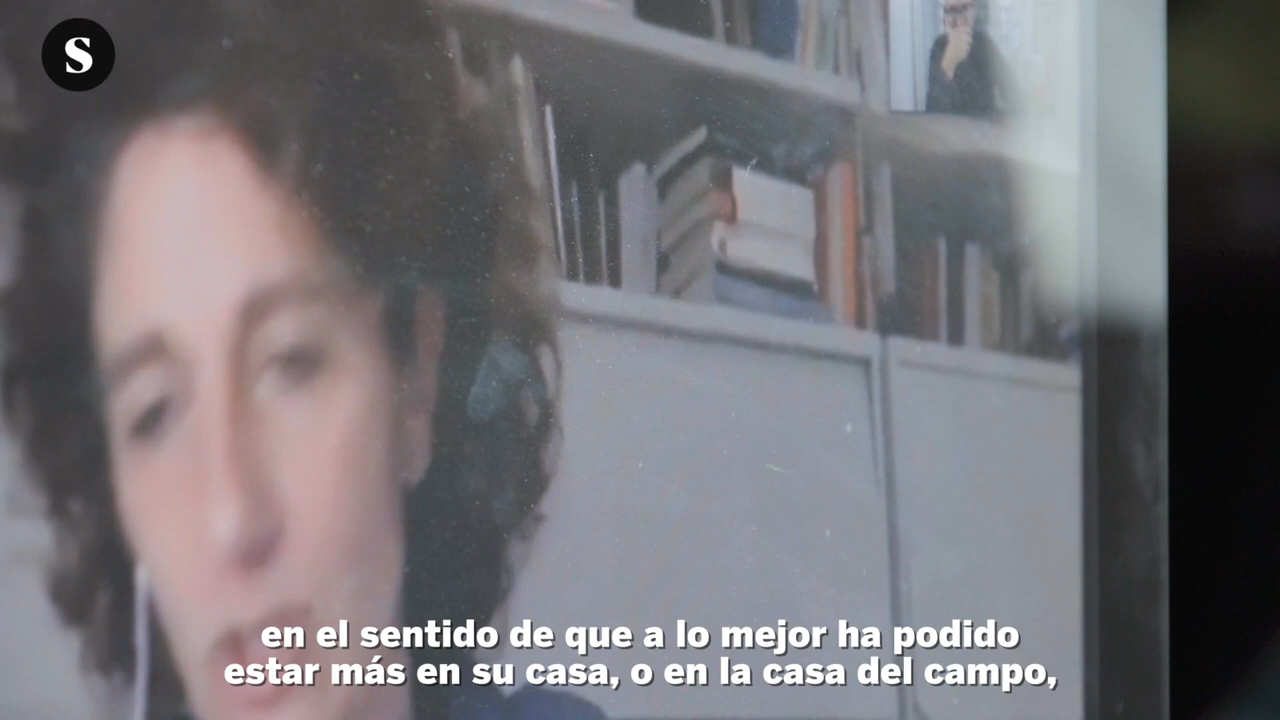 S
en el sentido de que a lo mejor ha podido
estar más en su casa, o en la casa del campo,